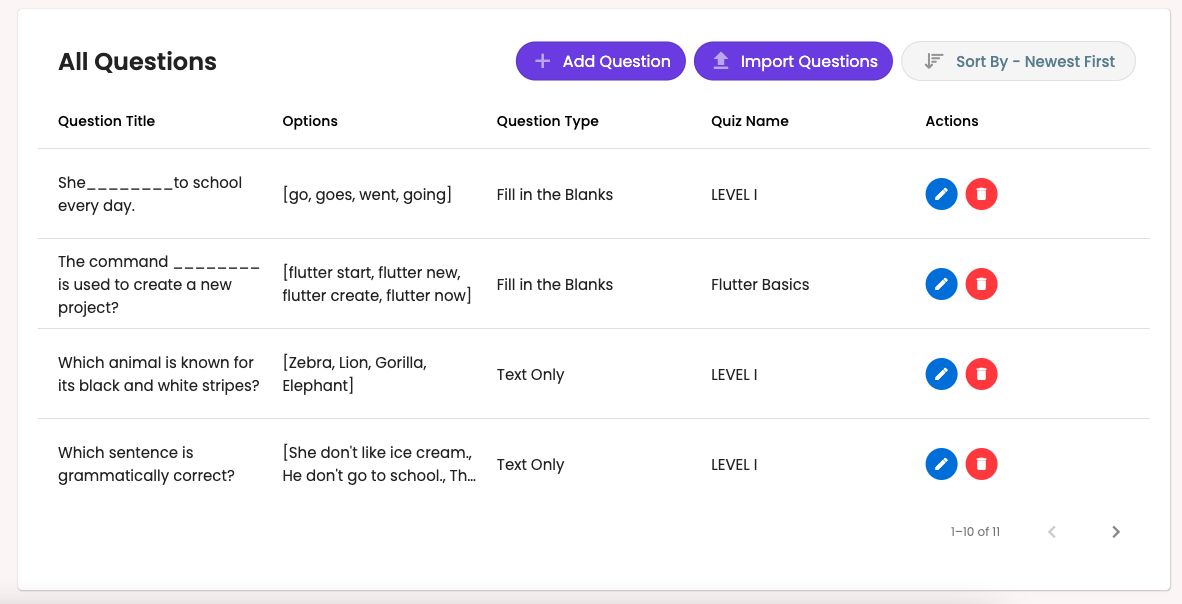 All Questions
Add Question
Import Questions
Sort By - Newest First
Question Title
Options
Question Type
Quiz Name
Actions
She________to school
every day.
[go, goes, went, going]
Fill in the Blanks
LEVEL I
The command ________
is used to create a new
project?
[flutter start, flutter new,
flutter create, flutter now]
Fill in the Blanks
Flutter Basics
Which animal is known for
its black and white stripes?
[Zebra, Lion, Gorilla,
Elephant]
Text Only
LEVEL I
Which sentence is
grammatically correct?
[She don't like ice cream.,
He don't go to school., Th...
Text Only
LEVEL I
1–10 of 11